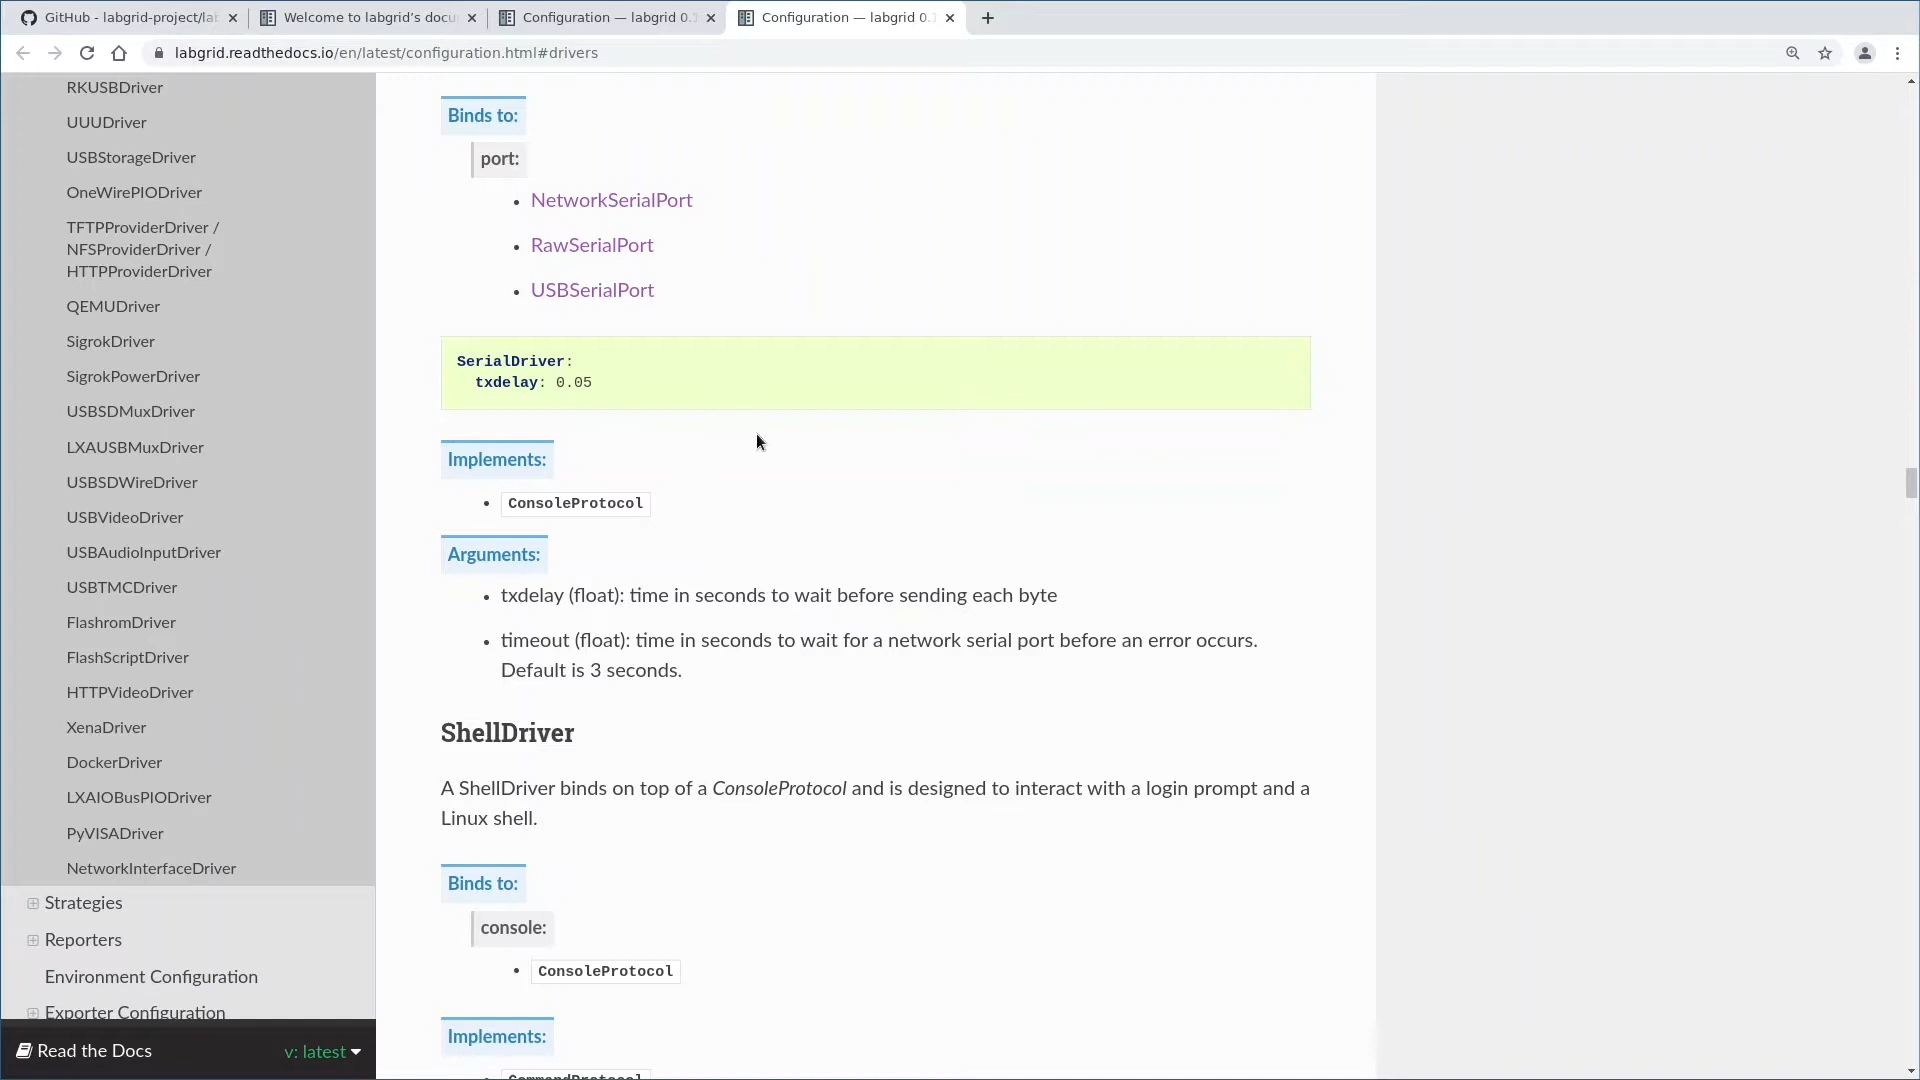 GitHub - labgrid-project/lab
Welcome to labgrid's docu
Configuration — labgrid 0.
Configuration — labgrid 0.
labgrid.readthedocs.io/en/latest/configuration.html#drivers
RKUSBDriver
UUUDriver
USBStorageDriver
OneWirePIODriver
TFTPProviderDriver /
NFSProviderDriver /
HTTPProviderDriver
QEMUDriver
SigrokDriver
SigrokPowerDriver
USBSDMuxDriver
LXAUSBMuxDriver
USBSDWireDriver
USBVideoDriver
USBAudioInputDriver
USBTMCDriver
FlashromDriver
FlashScriptDriver
HTTPVideoDriver
XenaDriver
DockerDriver
LXAIOBusPIODriver
PyVISADriver
NetworkInterfaceDriver
Strategies
Reporters
Environment Configuration
Exporter Configuration
Read the Docs
v: latest
Binds to:
port:
NetworkSerialPort
RawSerialPort
USBSerialPort
SerialDriver:
txdelay: 0.05
Implements:
ConsoleProtocol
Arguments:
txdelay (float): time in seconds to wait before sending each byte
timeout (float): time in seconds to wait for a network serial port before an error occurs.
Default is 3 seconds.
ShellDriver
A ShellDriver binds on top of a ConsoleProtocol and is designed to interact with a login prompt and a
Linux shell.
Binds to:
console:
ConsoleProtocol
Implements:
CommandProtocol